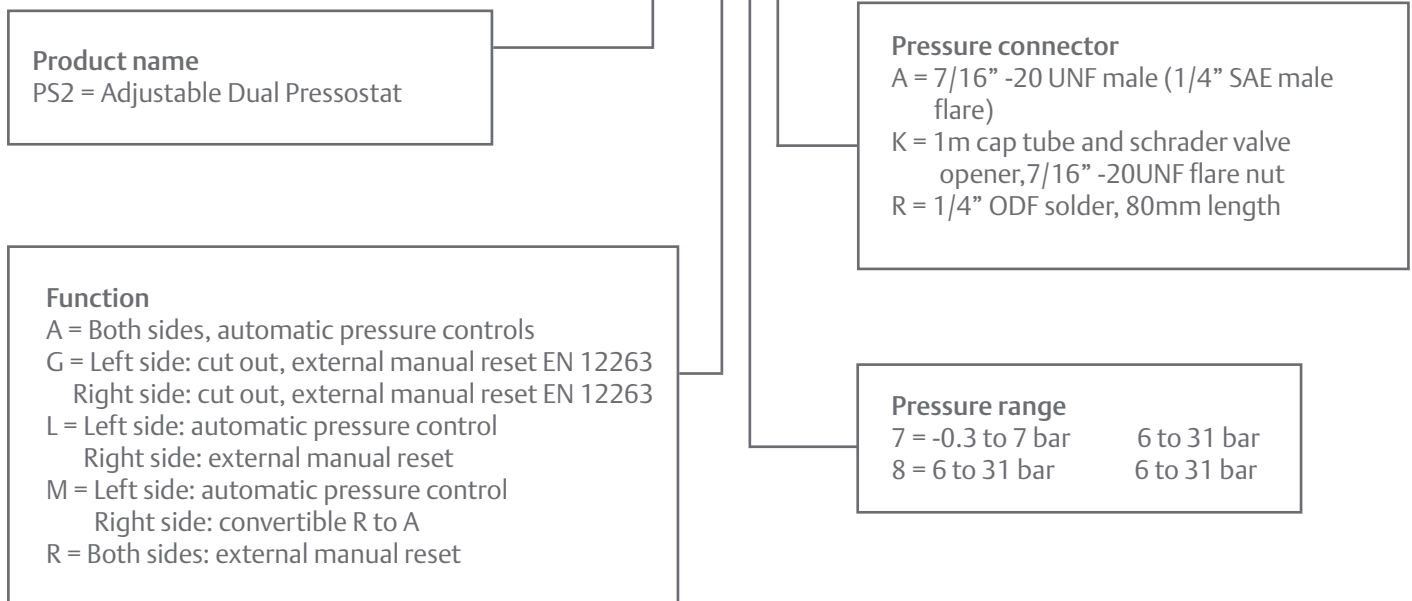 Product name
PS2 = Adjustable Dual Pressostat
Function
A = Both sides, automatic pressure controls
G = Left side: cut out, external manual reset EN 12263
Right side: cut out, external manual reset EN 12263
L = Left side: automatic pressure control
Right side: external manual reset
M = Left side: automatic pressure control
Right side: convertible R to A
R = Both sides: external manual reset
Pressure connector
A = 7/16” -20 UNF male (1/4” SAE male
flare)
K = 1m cap tube and schrader valve
opener,7/16” -20UNF flare nut
R = 1/4” ODF solder, 80mm length
Pressure range
7 = -0.3 to 7 bar 6 to 31 bar
8 = 6 to 31 bar 6 to 31 bar